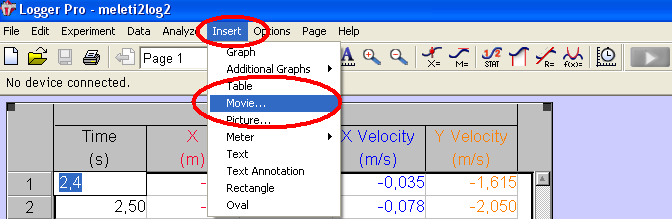 Logger Pro - meleti2log2
File Edit Experiment Data Analyze Insert Options Page Help
Graph
Additional Graphs
Table
Movie...
Picture...
Meter
Text
Text Annotation
Rectangle
Oval
X= M= STAT f(x)=
No device connected.
Time X X Velocity Y Velocity
(s) (m) (m/s) (m/s)
1 2,4 - -0,035 -1,615
2 2,50 - -0,078 -2,050